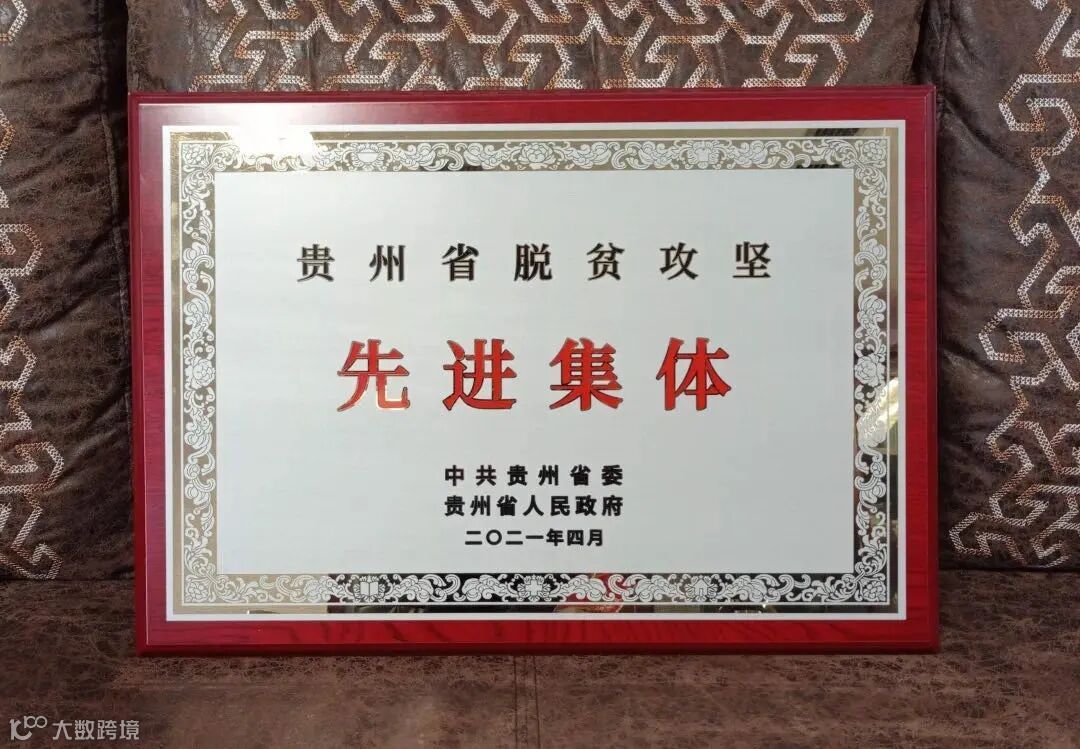 贵州省脱贫攻坚
先进集体
中共贵州省委
贵州省人民政府
二〇二一年四月
大数跨境